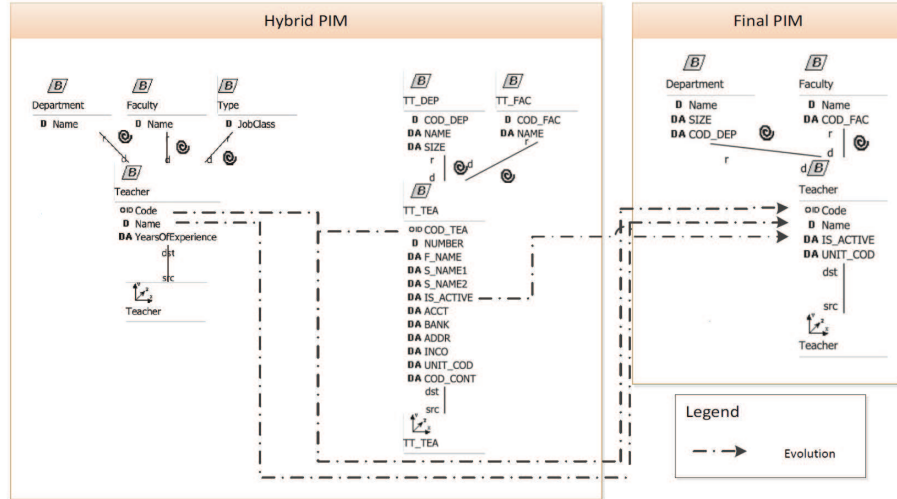 Hybrid PIM
Final PIM
B
Department
D Name
B
Faculty
D Name
B
Type
D JobClass
r
r
r
d
d
d
B
Teacher
OID Code
D Name
DA YearsOfExperience
dst
src
Teacher
B
TT_DEP
D COD_DEP
DA NAME
DA SIZE
B
TT_FAC
D COD_FAC
DA NAME
r
r
d
d
B
TT_TEA
OID COD_TEA
D NUMBER
DA F_NAME
DA S_NAME1
DA S_NAME2
DA IS_ACTIVE
DA ACCT
DA BANK
DA ADDR
DA INCO
DA UNIT_COD
DA COD_CONT
dst
src
TT_TEA
B
Department
D Name
DA SIZE
DA COD_DEP
B
Faculty
D Name
DA COD_FAC
r
r
d
d
B
Teacher
OID Code
D Name
DA IS_ACTIVE
DA UNIT_COD
dst
src
Teacher
Legend
Evolution